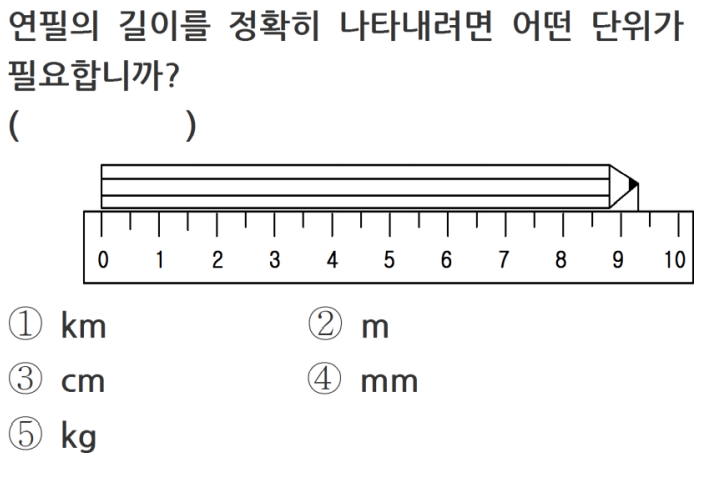 연필의 길이를 정확히 나타내려면 어떤 단위가
필요합니까?
(          )
0 1 2 3 4 5 6 7 8 9 10
① km ② m
③ cm ④ mm
⑤ kg